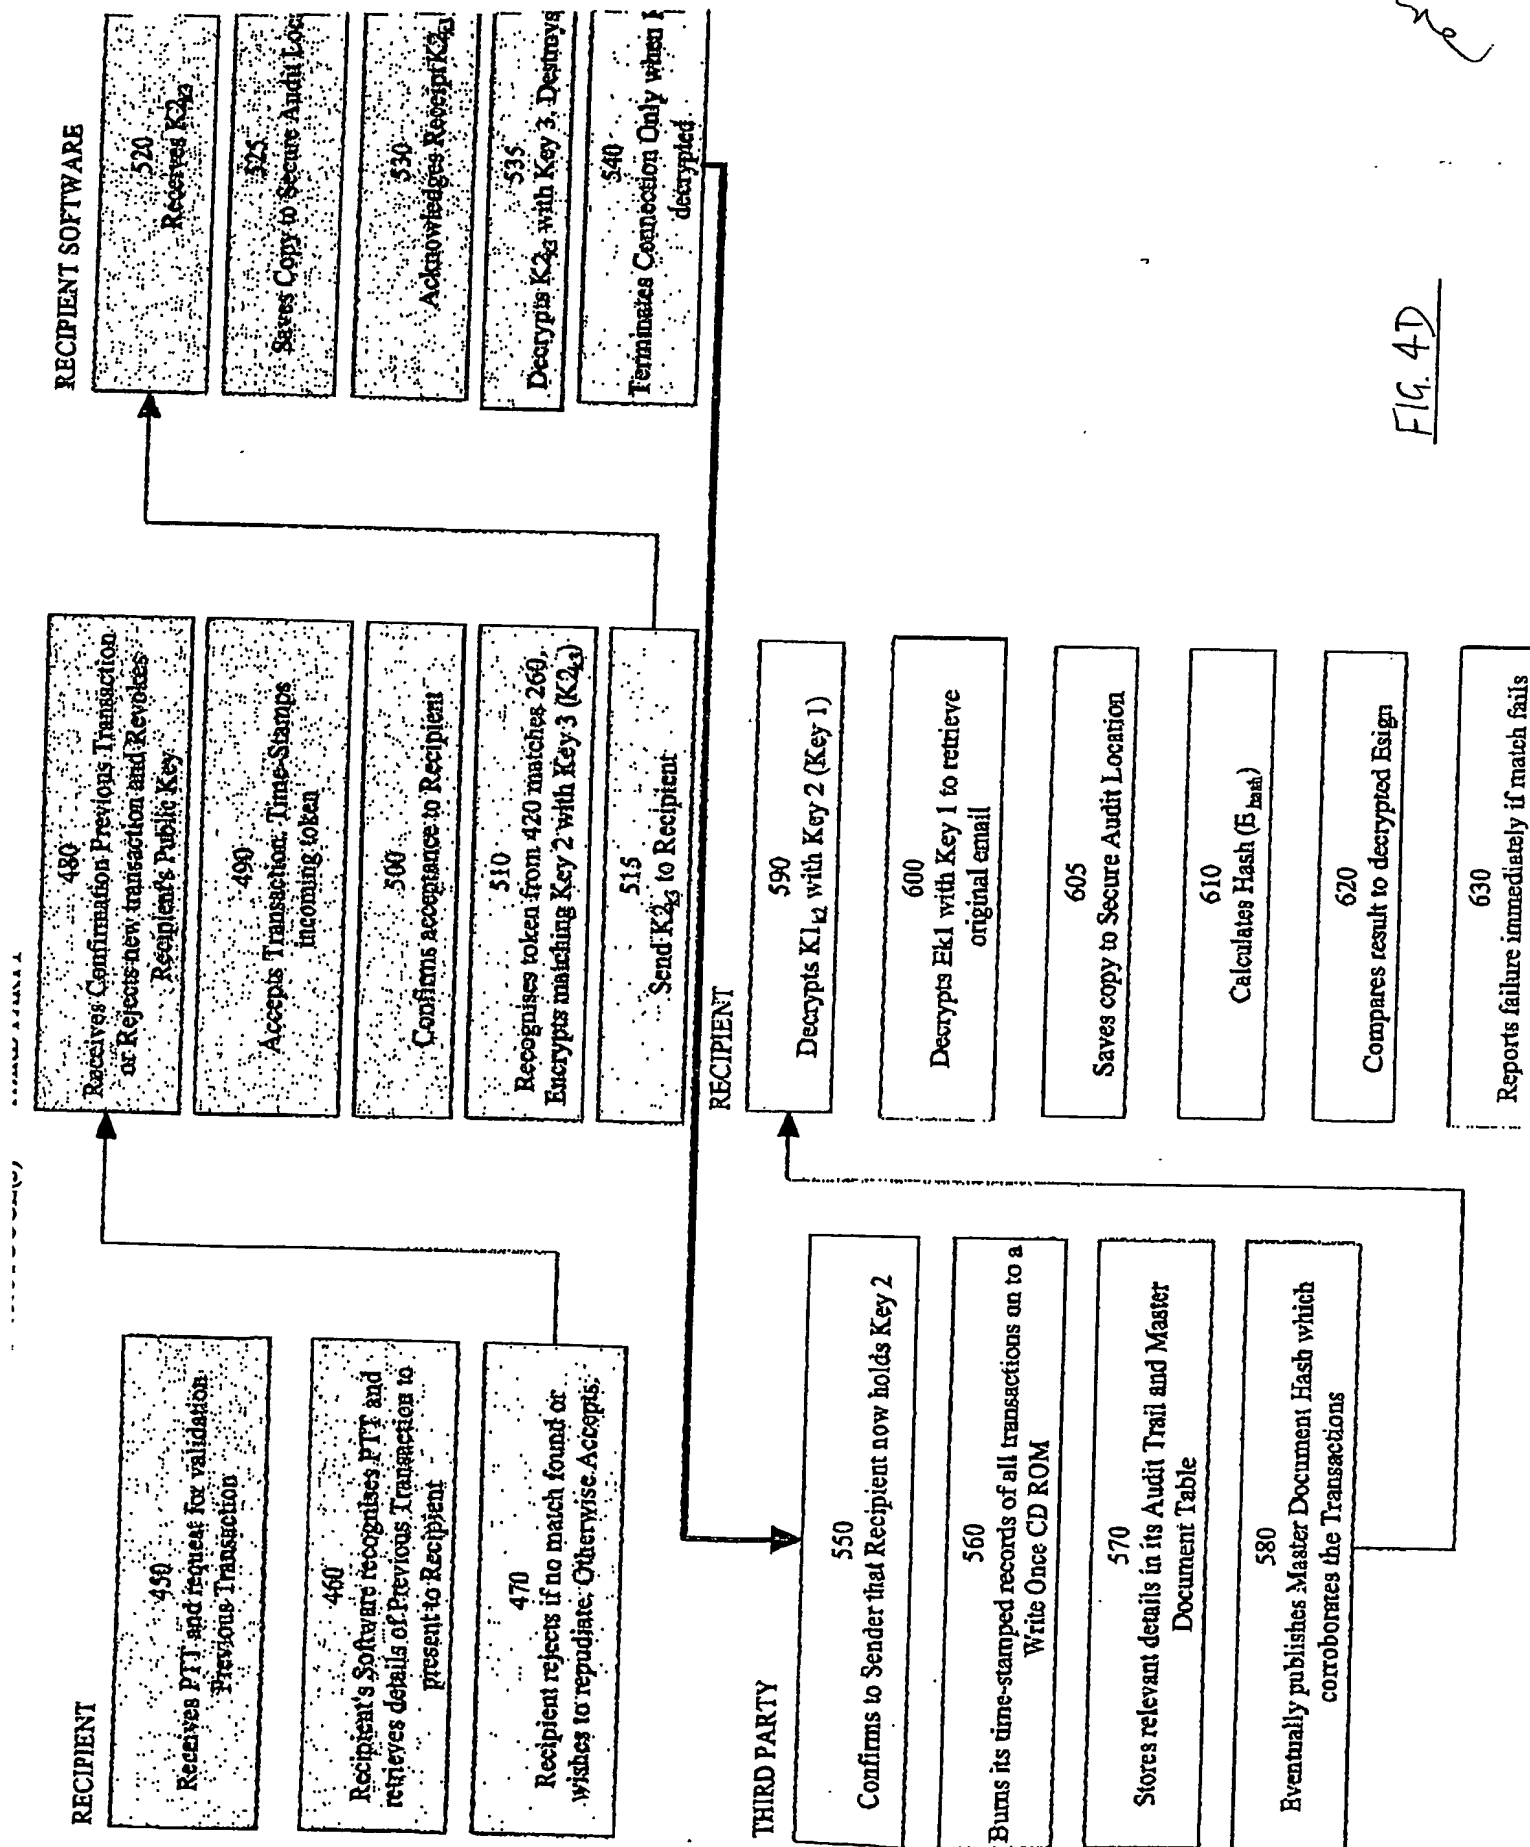 RECIPIENT
450
Receives PTT and request for validation
Previous Transaction
460
Recipient's Software recognises PTT and
retrieves details of Previous Transaction to
present to Recipient
470
Recipient rejects if no match found or
wishes to repudiate. Otherwise Accepts.
480
Receives Confirmation Previous Transaction
or Rejects new transaction and Revokes
Recipient's Public Key
490
Accepts Transaction. Time-Stamps
incoming token
500
Confirms acceptance to Recipient
510
Recognises token from 420 matches 260,
Encrypts matching Key 2 with Key 3 (K2k3)
515
Send K2k3 to Recipient
RECIPIENT SOFTWARE
520
Receives K2k3
525
Saves Copy to Secure Audit
530
Acknowledges Receipt K2k3
535
Decrypts K2k3 with Key 3, Destroys
540
Terminates Connection Only when
decrypted
THIRD PARTY
550
Confirms to Sender that Recipient now holds Key 2
560
Burns its time-stamped records of all transactions on to a
Write Once CD ROM
570
Stores relevant details in its Audit Trail and Master
Document Table
580
Eventually publishes Master Document Hash which
corroborates the Transactions
RECIPIENT
590
Decrypts K1k2 with Key 2 (Key 1)
600
Decrypts Ek1 with Key 1 to retrieve
original email
605
Saves copy to Secure Audit Location
610
Calculates Hash (Ehash)
620
Compares result to decrypted Esign
630
Reports failure immediately if match fails
FIG. 4D